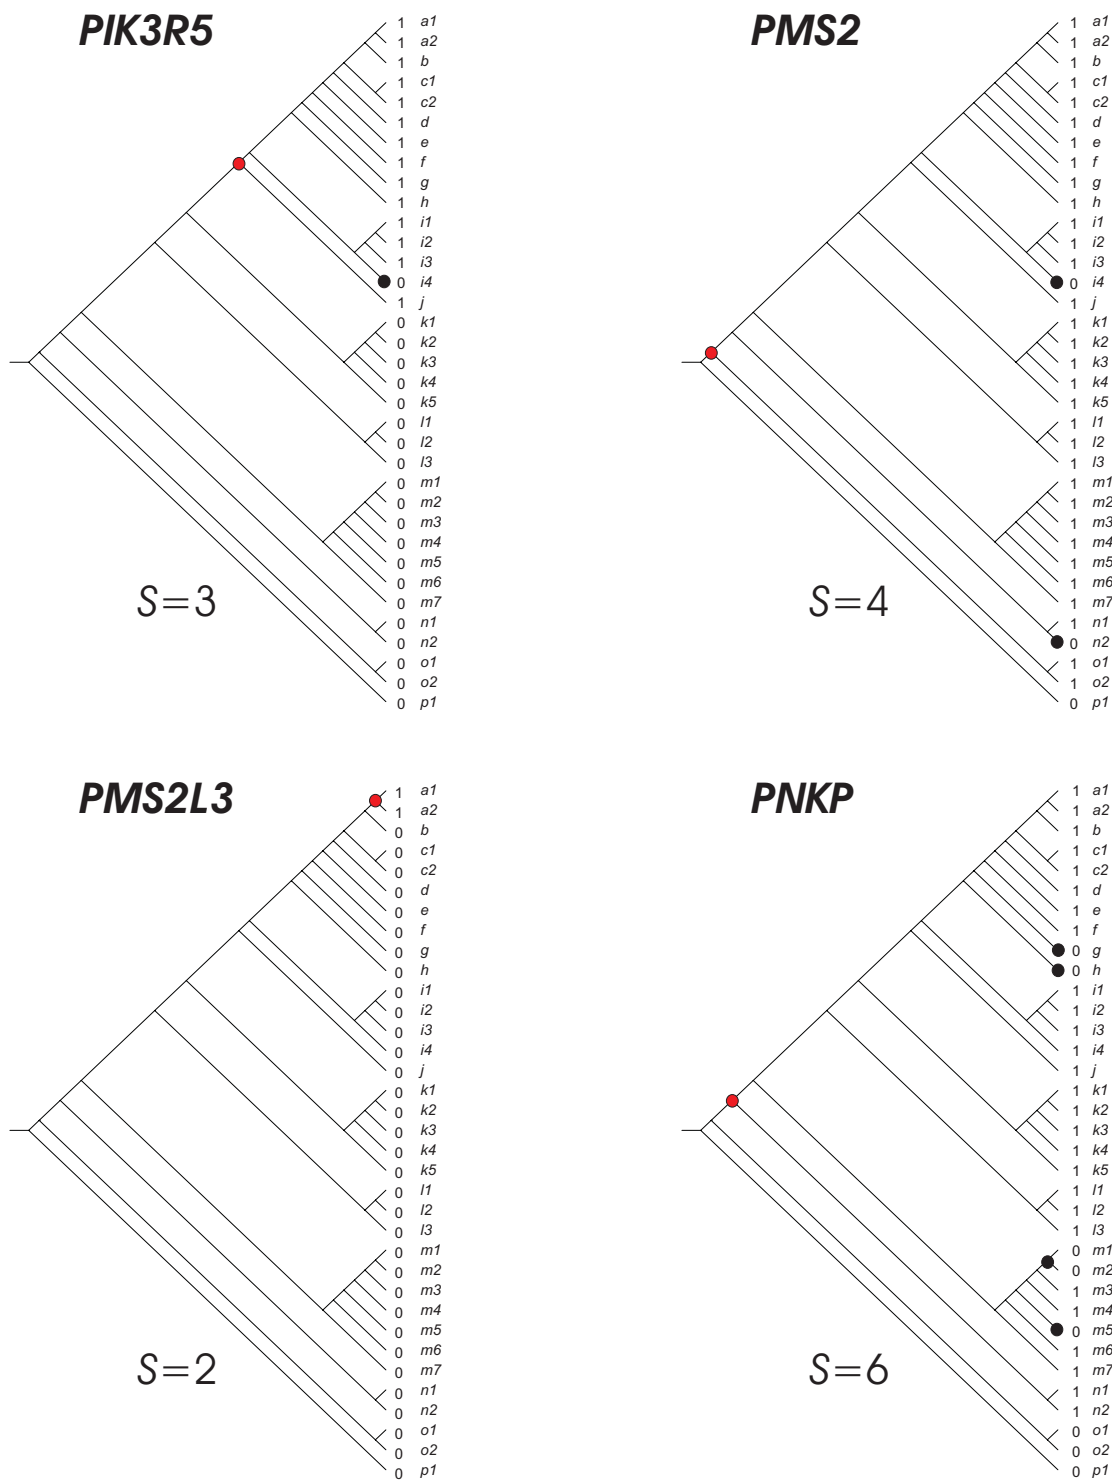 PIK3R5
1 a1
1 a2
1 b
1 c1
1 c2
1 d
1 e
1 f
1 g
1 h
1 i1
1 i2
1 i3
0 i4
1 j
0 k1
0 k2
0 k3
0 k4
0 k5
0 l1
0 l2
0 l3
0 m1
0 m2
0 m3
0 m4
0 m5
0 m6
0 m7
0 n1
0 n2
0 o1
0 o2
0 p1
S=3
PMS2
1 a1
1 a2
1 b
1 c1
1 c2
1 d
1 e
1 f
1 g
1 h
1 i1
1 i2
1 i3
0 i4
1 j
1 k1
1 k2
1 k3
1 k4
1 k5
1 l1
1 l2
1 l3
1 m1
1 m2
1 m3
1 m4
1 m5
1 m6
1 m7
1 n1
0 n2
1 o1
1 o2
0 p1
S=4
PMS2L3
1 a1
1 a2
0 b
0 c1
0 c2
0 d
0 e
0 f
0 g
0 h
0 i1
0 i2
0 i3
0 i4
0 j
0 k1
0 k2
0 k3
0 k4
0 k5
0 l1
0 l2
0 l3
0 m1
0 m2
0 m3
0 m4
0 m5
0 m6
0 m7
0 n1
0 n2
0 o1
0 o2
0 p1
S=2
PNKP
1 a1
1 a2
1 b
1 c1
1 c2
1 d
1 e
1 f
0 g
0 h
1 i1
1 i2
1 i3
1 i4
1 j
1 k1
1 k2
1 k3
1 k4
1 k5
1 l1
1 l2
1 l3
0 m1
0 m2
1 m3
1 m4
0 m5
1 m6
1 m7
1 n1
1 n2
0 o1
0 o2
0 p1
S=6